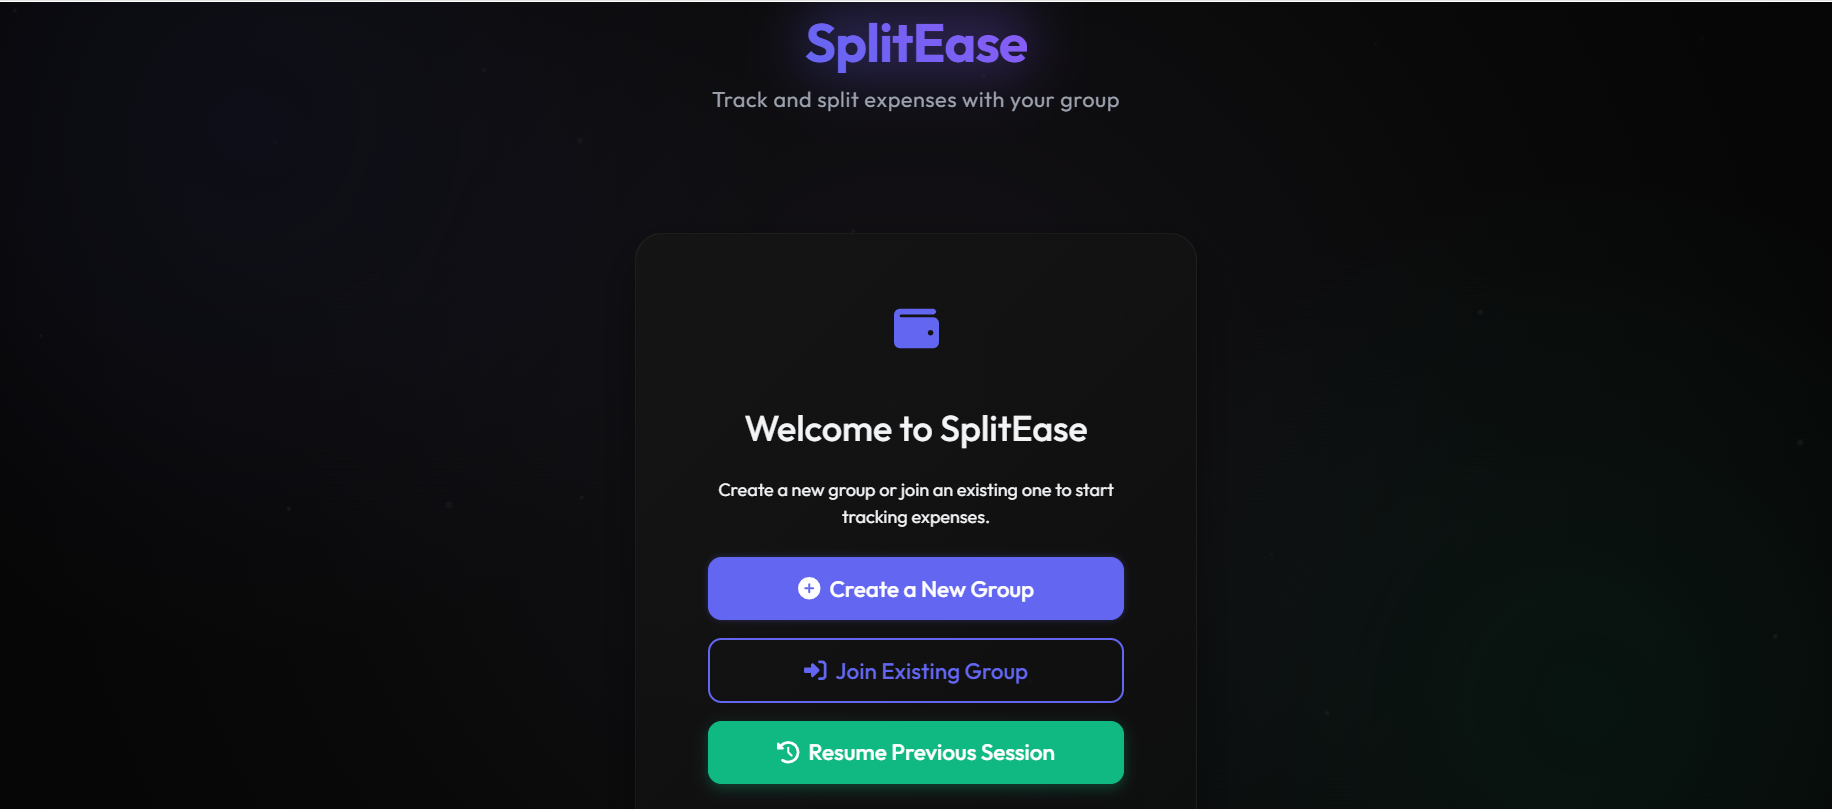 SplitEase
Track and split expenses with your group
Welcome to SplitEase
Create a new group or join an existing one to start
tracking expenses.
Create a New Group
Join Existing Group
Resume Previous Session